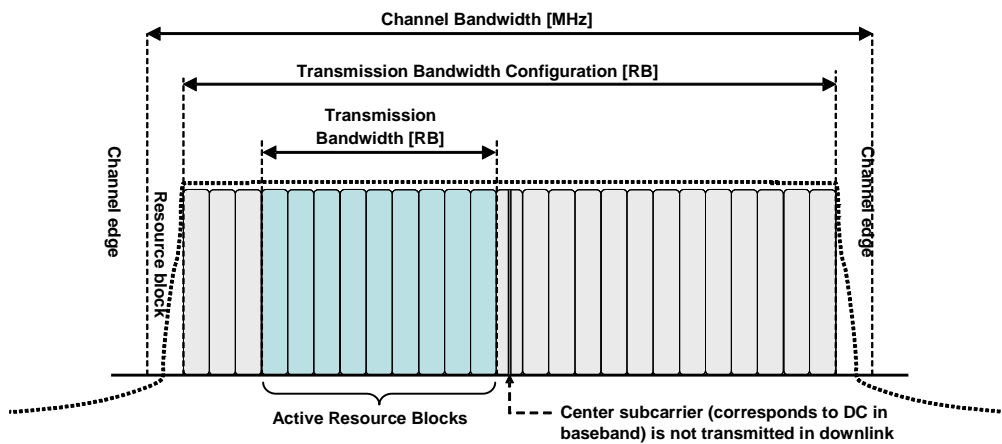 Channel Bandwidth [MHz]
Transmission Bandwidth Configuration [RB]
Transmission
Bandwidth [RB]
Channel edge
Resource block
Channel edge
Active Resource Blocks
Center subcarrier (corresponds to DC in
baseband) is not transmitted in downlink